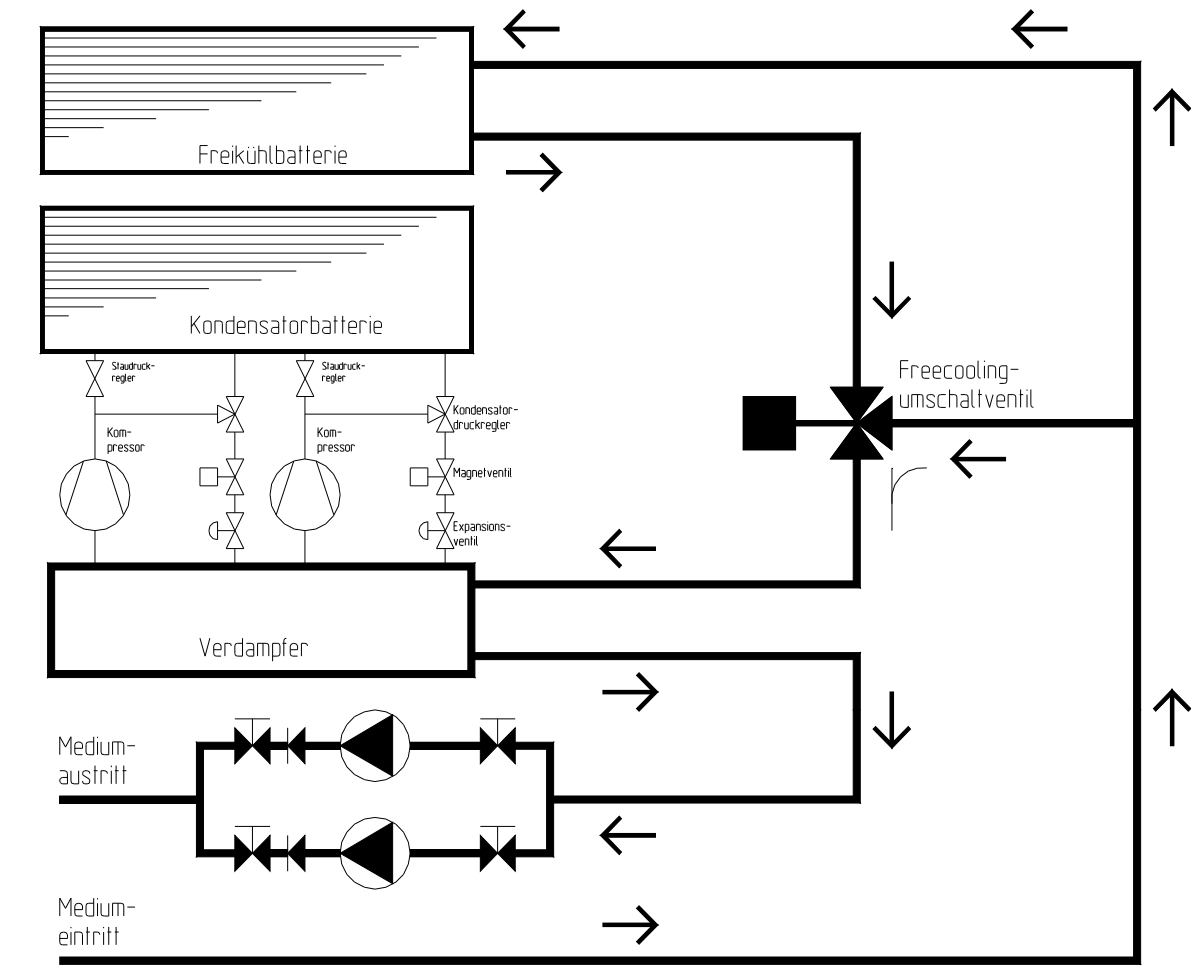 Freikühlbatterie
Kondensatorbatterie
Staudruck-
regler
Staudruck-
regler
Freecooling-
umschaltventil
Kondensator-
druckregler
Kom-
pressor
Kom-
pressor
Magnetventil
Expansions-
ventil
Verdampfer
Medium-
austritt
Medium-
eintritt